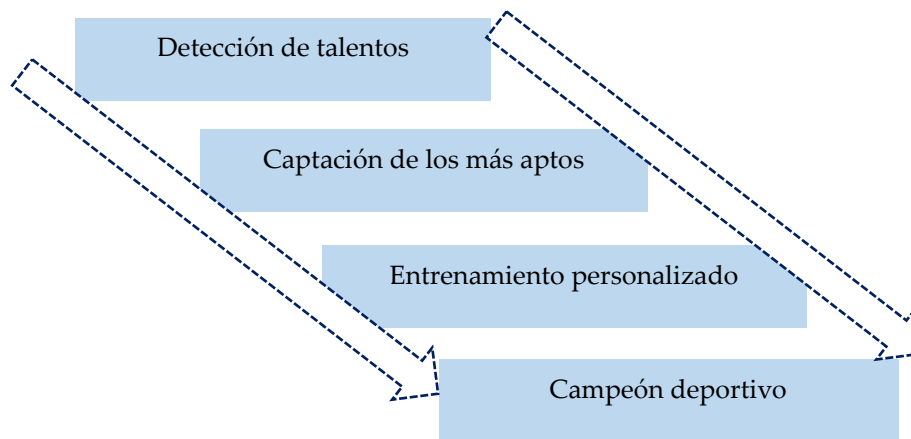 Detección de talentos
Captación de los más aptos
Entrenamiento personalizado
Campeón deportivo